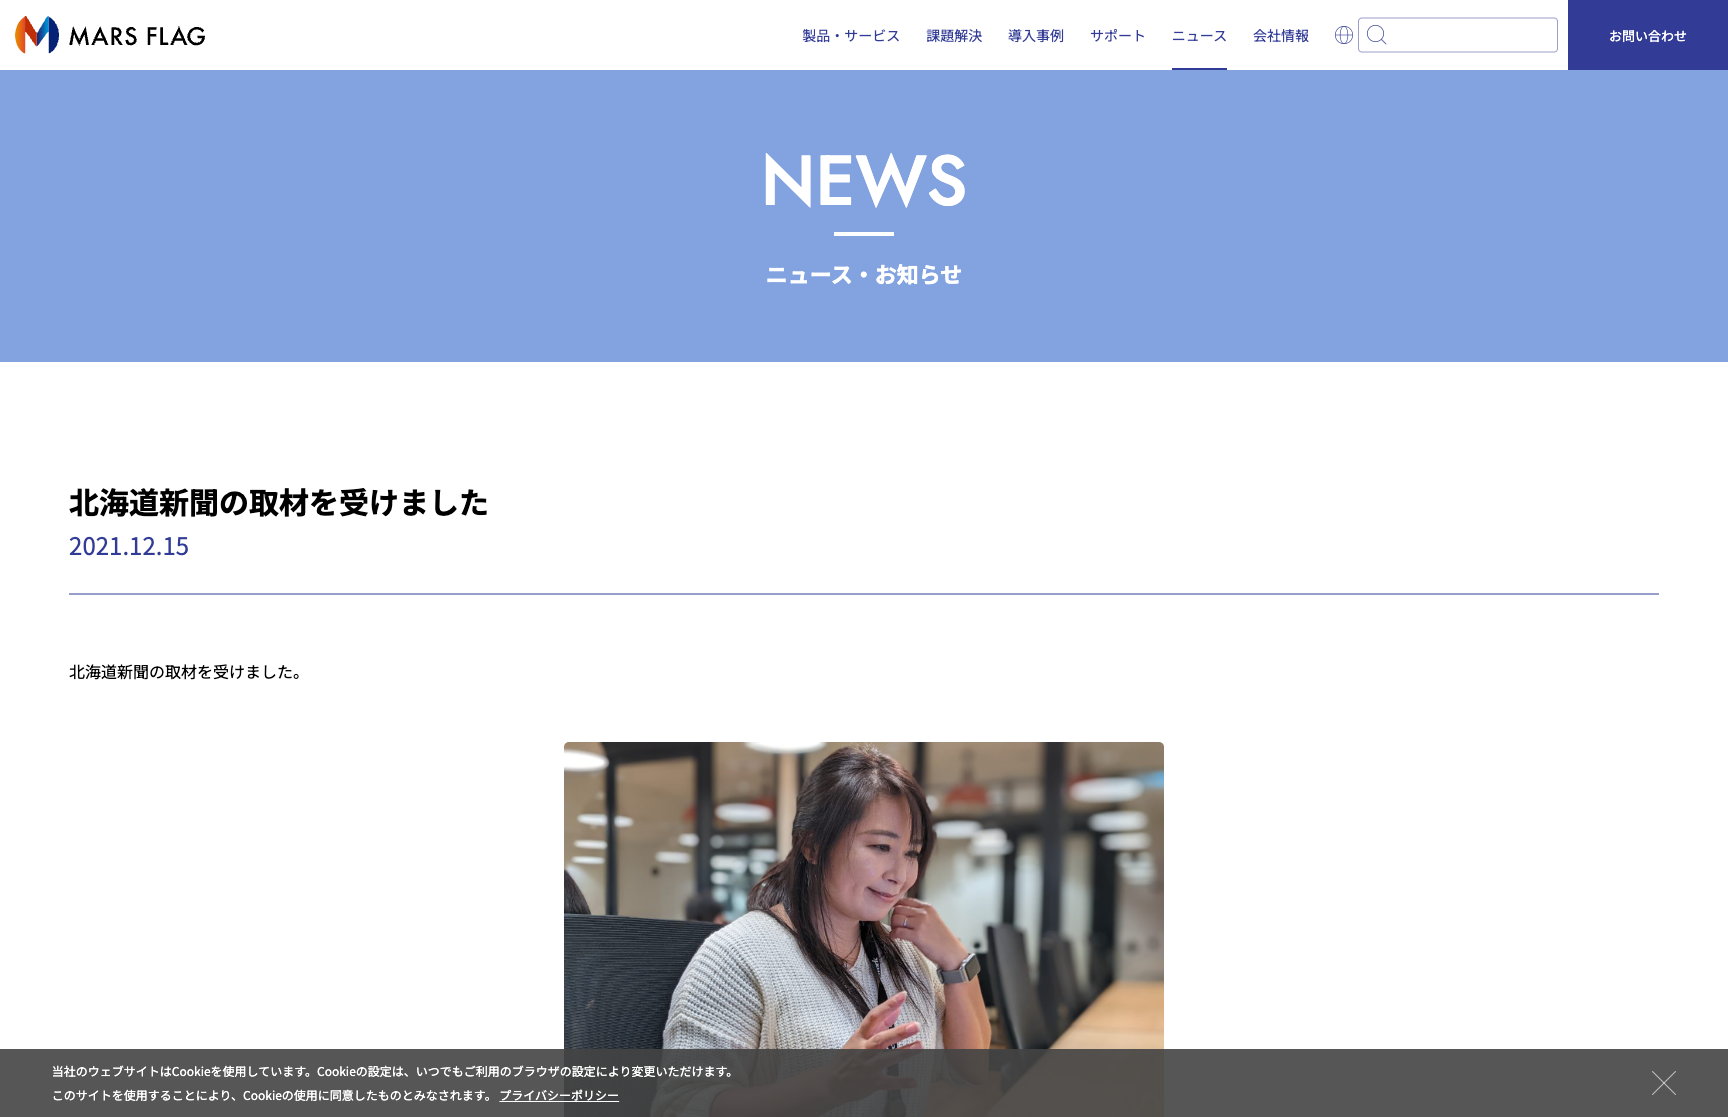 MARS FLAG
製品・サービス 課題解決 導入事例 サポート ニュース 会社情報
お問い合わせ
NEWS
ニュース・お知らせ
北海道新聞の取材を受けました
2021.12.15
北海道新聞の取材を受けました。
当社のウェブサイトはCookieを使用しています。Cookieの設定は、いつでもご利用のブラウザの設定により変更いただけます。
このサイトを使用することにより、Cookieの使用に同意したものとみなされます。 プライバシーポリシー